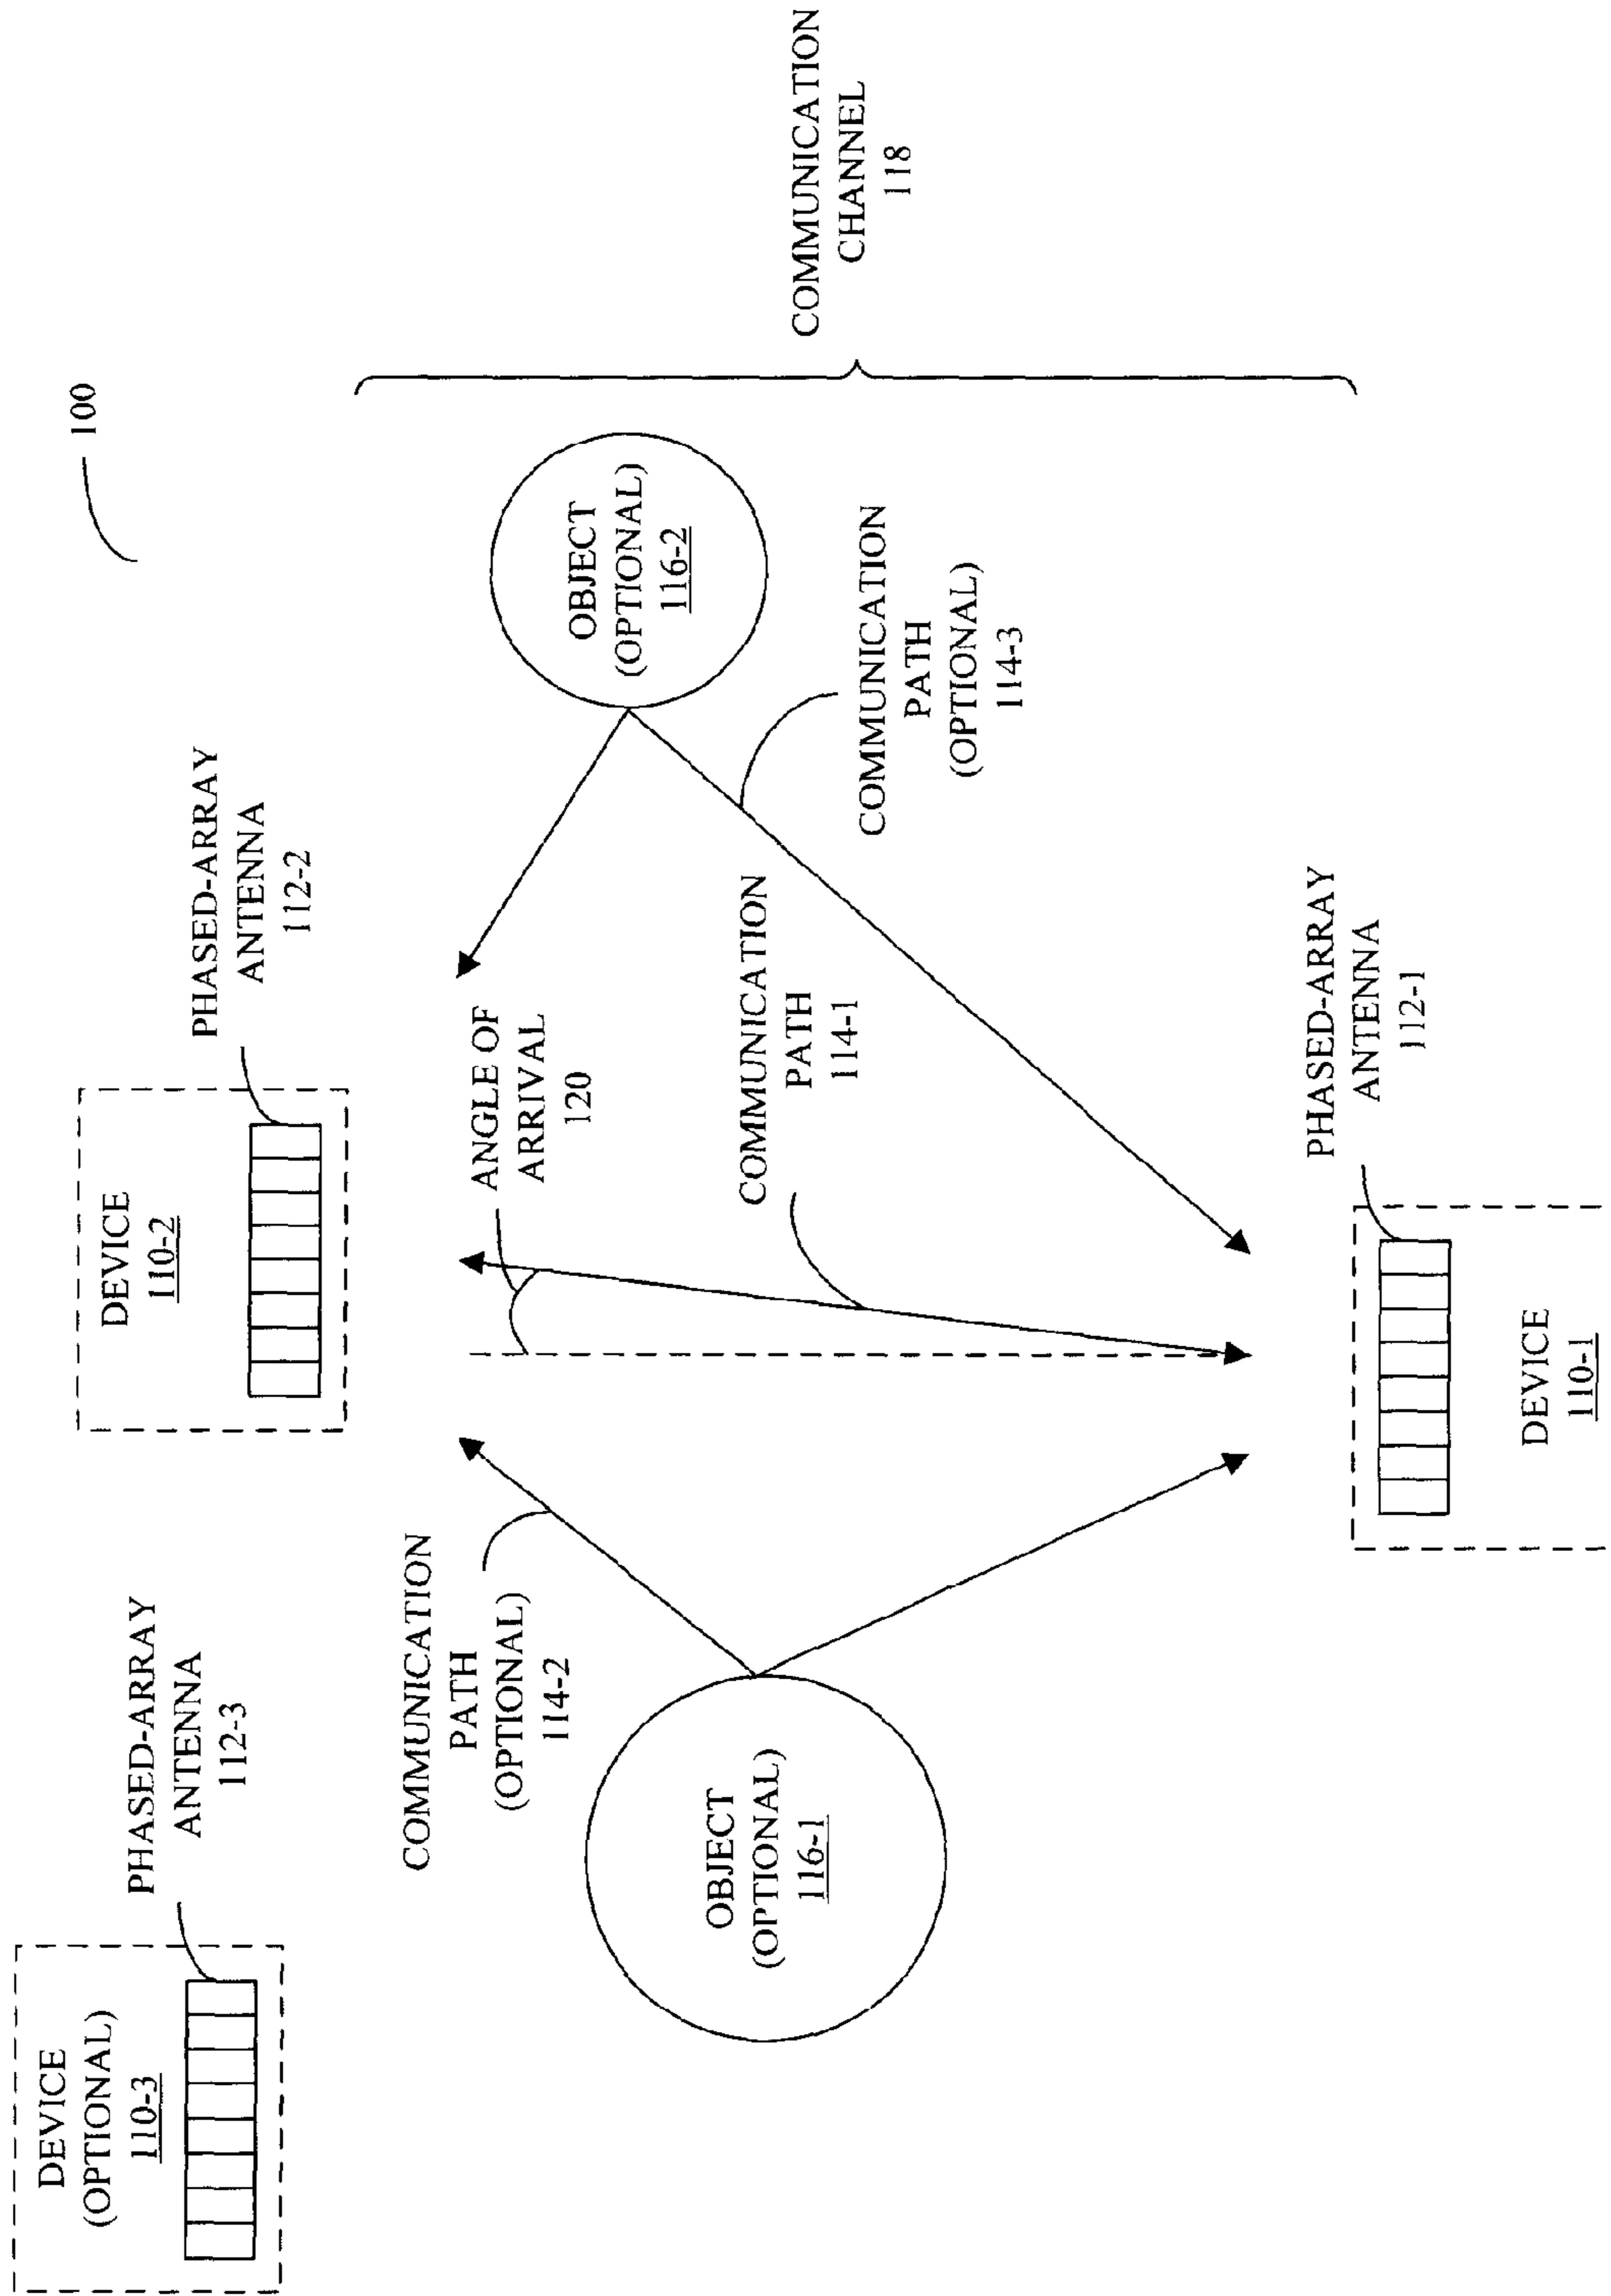 100
DEVICE
(OPTIONAL)
110-3
PHASED-ARRAY
ANTENNA
112-3
DEVICE
110-2
PHASED-ARRAY
ANTENNA
112-2
COMMUNICATION
PATH
(OPTIONAL)
114-2
ANGLE OF
ARRIVAL
120
OBJECT
(OPTIONAL)
116-2
OBJECT
(OPTIONAL)
116-1
COMMUNICATION
PATH
114-1
COMMUNICATION
PATH
(OPTIONAL)
114-3
COMMUNICATION
CHANNEL
118
PHASED-ARRAY
ANTENNA
112-1
DEVICE
110-1